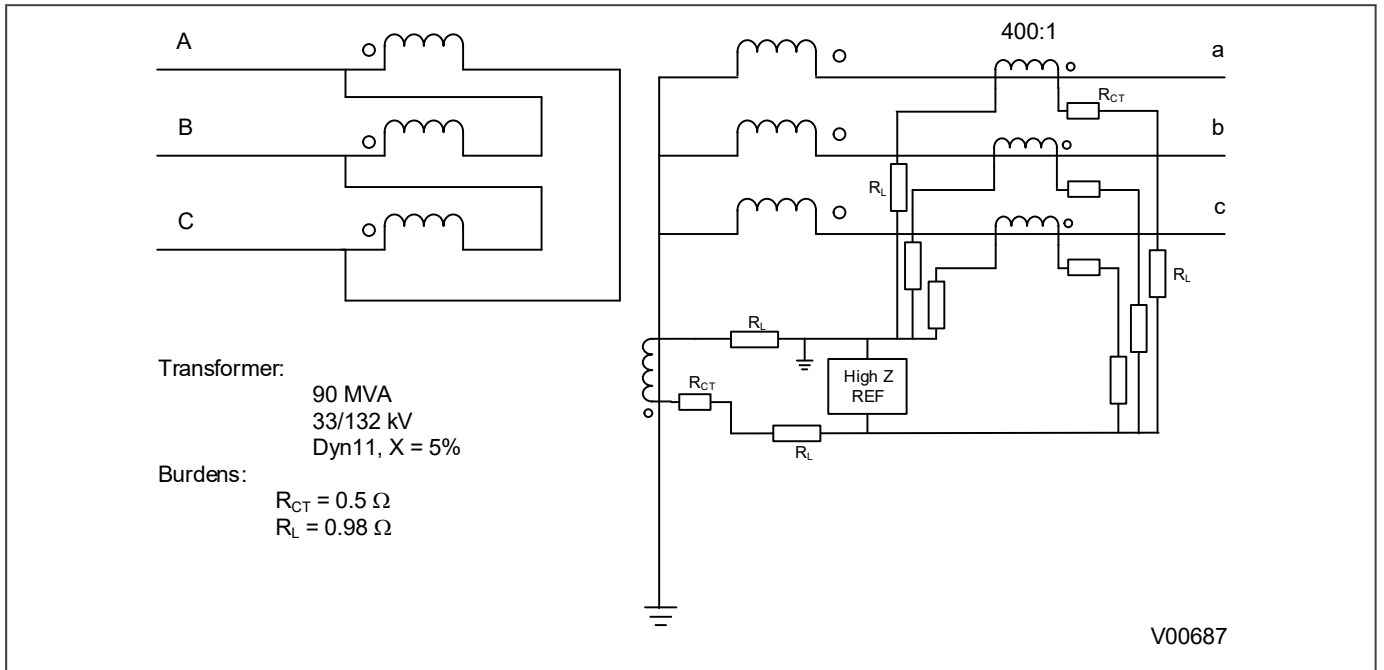 400:1
A
a
R_CT
B
b
R_L
C
c
R_L
R_L
Transformer:
High Z
REF
R_CT
90 MVA
33/132 kV
Dyn11, X = 5%
R_L
Burdens:
R_CT = 0.5 Ω
R_L = 0.98 Ω
V00687